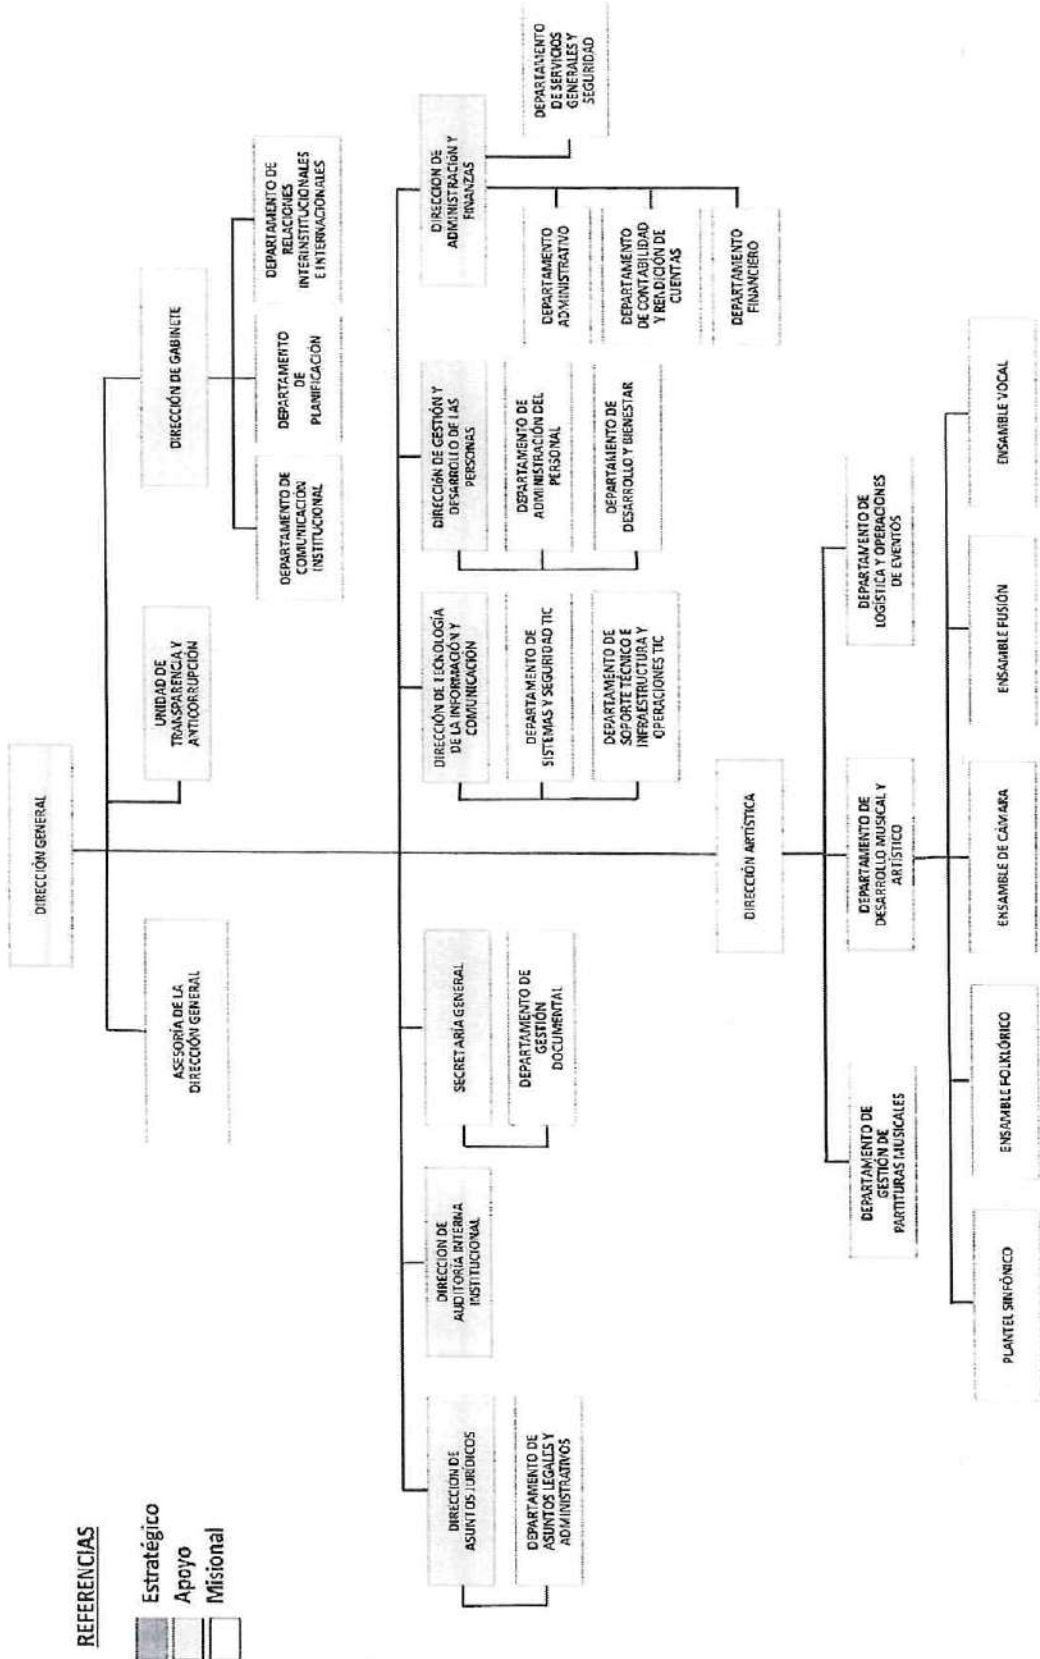 REFERENCIAS
Estratégico
Apoyo
Misional
DIRECCIÓN GENERAL
ASESORÍA DE LA
DIRECCIÓN GENERAL
UNIDAD DE
TRANSPARENCIA Y
ANTICORRUPCIÓN
DIRECCIÓN DE GABINETE
DEPARTAMENTO DE
COMUNICACIÓN
INSTITUCIONAL
DEPARTAMENTO
DE
PLANIFICACIÓN
DEPARTAMENTO DE
RELACIONES
INTERINSTITUCIONALES
E INTERNACIONALES
DIRECCION DE
ASUNTOS JURÍDICOS
DEPARTAMENTO DE
ASUNTOS LEGALES Y
ADMINISTRATIVOS
DIRECCION DE
AUDITORÍA INTERNA
INSTITUCIONAL
SECRETARÍA GENERAL
DEPARTAMENTO DE
GESTIÓN
DOCUMENTAL
DIRECCIÓN DE TECNOLOGÍA
DE LA INFORMACIÓN Y
COMUNICACIÓN
DEPARTAMENTO DE
SISTEMAS Y SEGURIDAD TIC
DEPARTAMENTO DE
SOPORTE TÉCNICO E
INFRAESTRUCTURA Y
OPERACIONES TIC
DIRECCIÓN DE GESTIÓN Y
DESARROLLO DE LAS
PERSONAS
DEPARTAMENTO DE
ADMINISTRACIÓN DEL
PERSONAL
DEPARTAMENTO DE
DESARROLLO Y BIENESTAR
DIRECCION DE
ADMINISTRACIÓN Y
FINANZAS
DEPARTAMENTO
ADMINISTRATIVO
DEPARTAMENTO
DE CONTABILIDAD
Y RENDICIÓN DE
CUENTAS
DEPARTAMENTO
FINANCIERO
DEPARTAMENTO
DE SERVICIOS
GENERALES Y
SEGURIDAD
DIRECCIÓN ARTÍSTICA
DEPARTAMENTO DE
GESTIÓN DE
PARTITURAS MUSICALES
DEPARTAMENTO DE
DESARROLLO MUSICAL Y
ARTÍSTICO
DEPARTAMENTO DE
LOGÍSTICA Y OPERACIONES
DE EVENTOS
PLANTEL SINFÓNICO
ENSAMBLE FOLKLÓRICO
ENSAMBLE DE CÁMARA
ENSAMBLE FUSIÓN
ENSAMBLE VOCAL